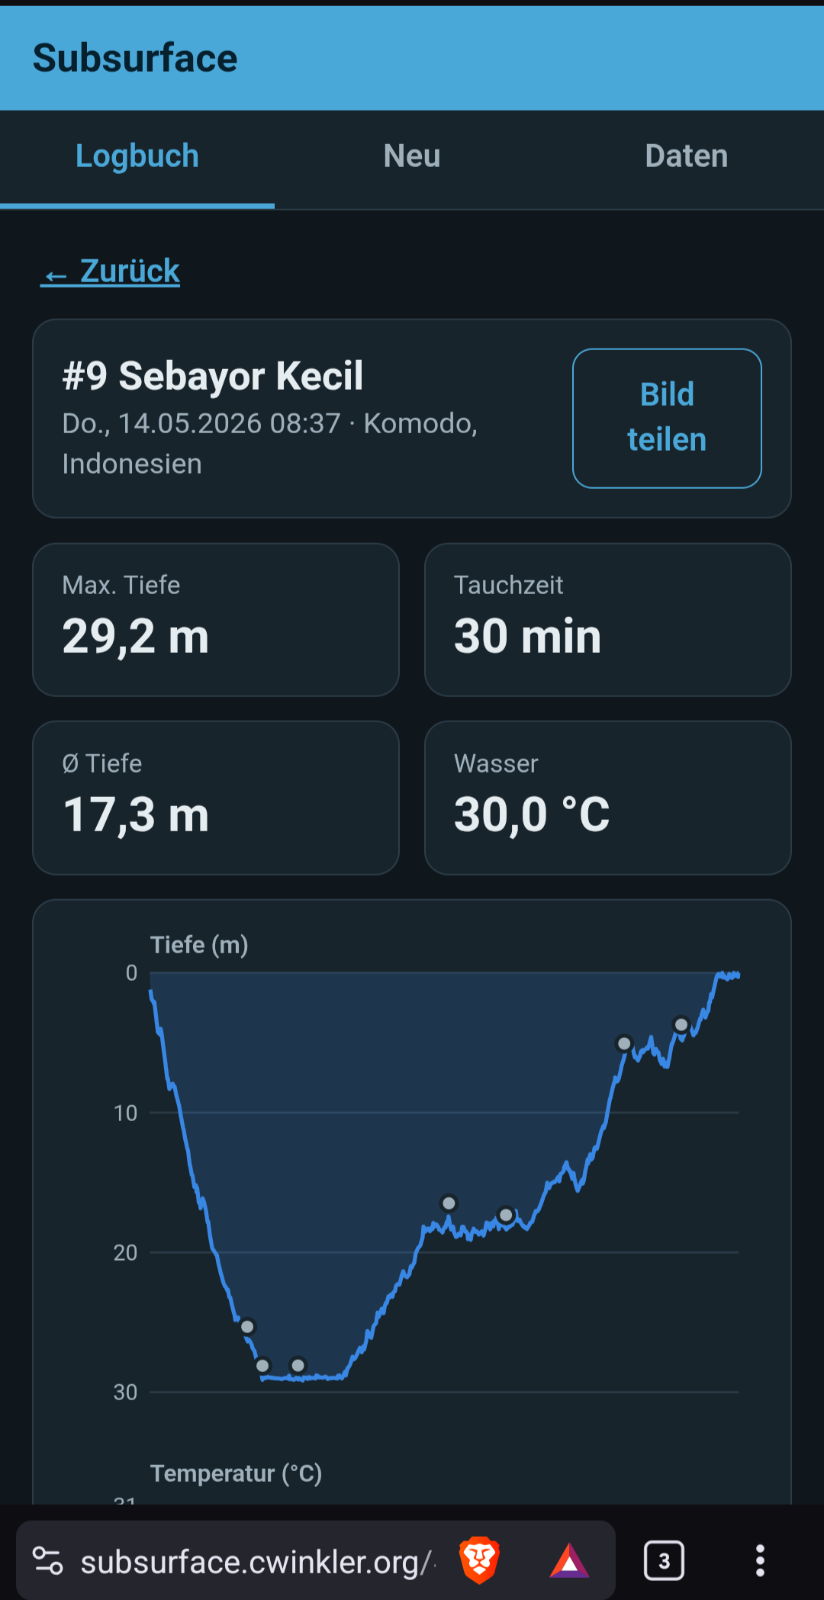 Subsurface
Logbuch
Neu
Daten
← Zurück
#9 Sebayor Kecil
Do., 14.05.2026 08:37 · Komodo,
Indonesien
Bild
teilen
Max. Tiefe
29,2 m
Tauchzeit
30 min
Ø Tiefe
17,3 m
Wasser
30,0 °C
Tiefe (m)
0
10
20
30
Temperatur (°C)
31
subsurface.cwinkler.org/
3